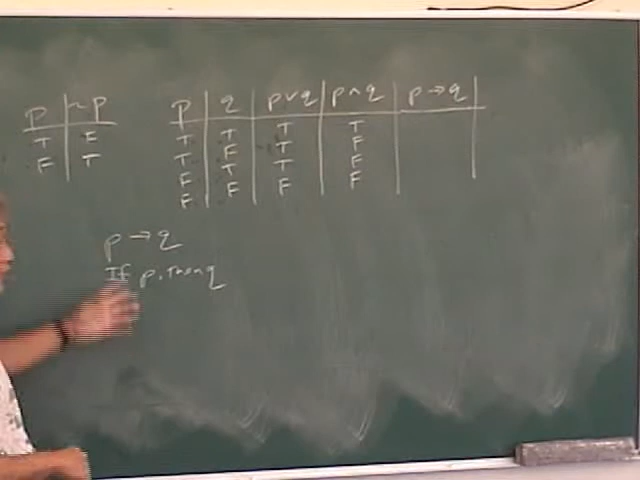 p ~p
T F
F T
p q p∨q p∧q p→q
T T T T
T F T F
F T T F
F F F F
p→q
If p, Then q